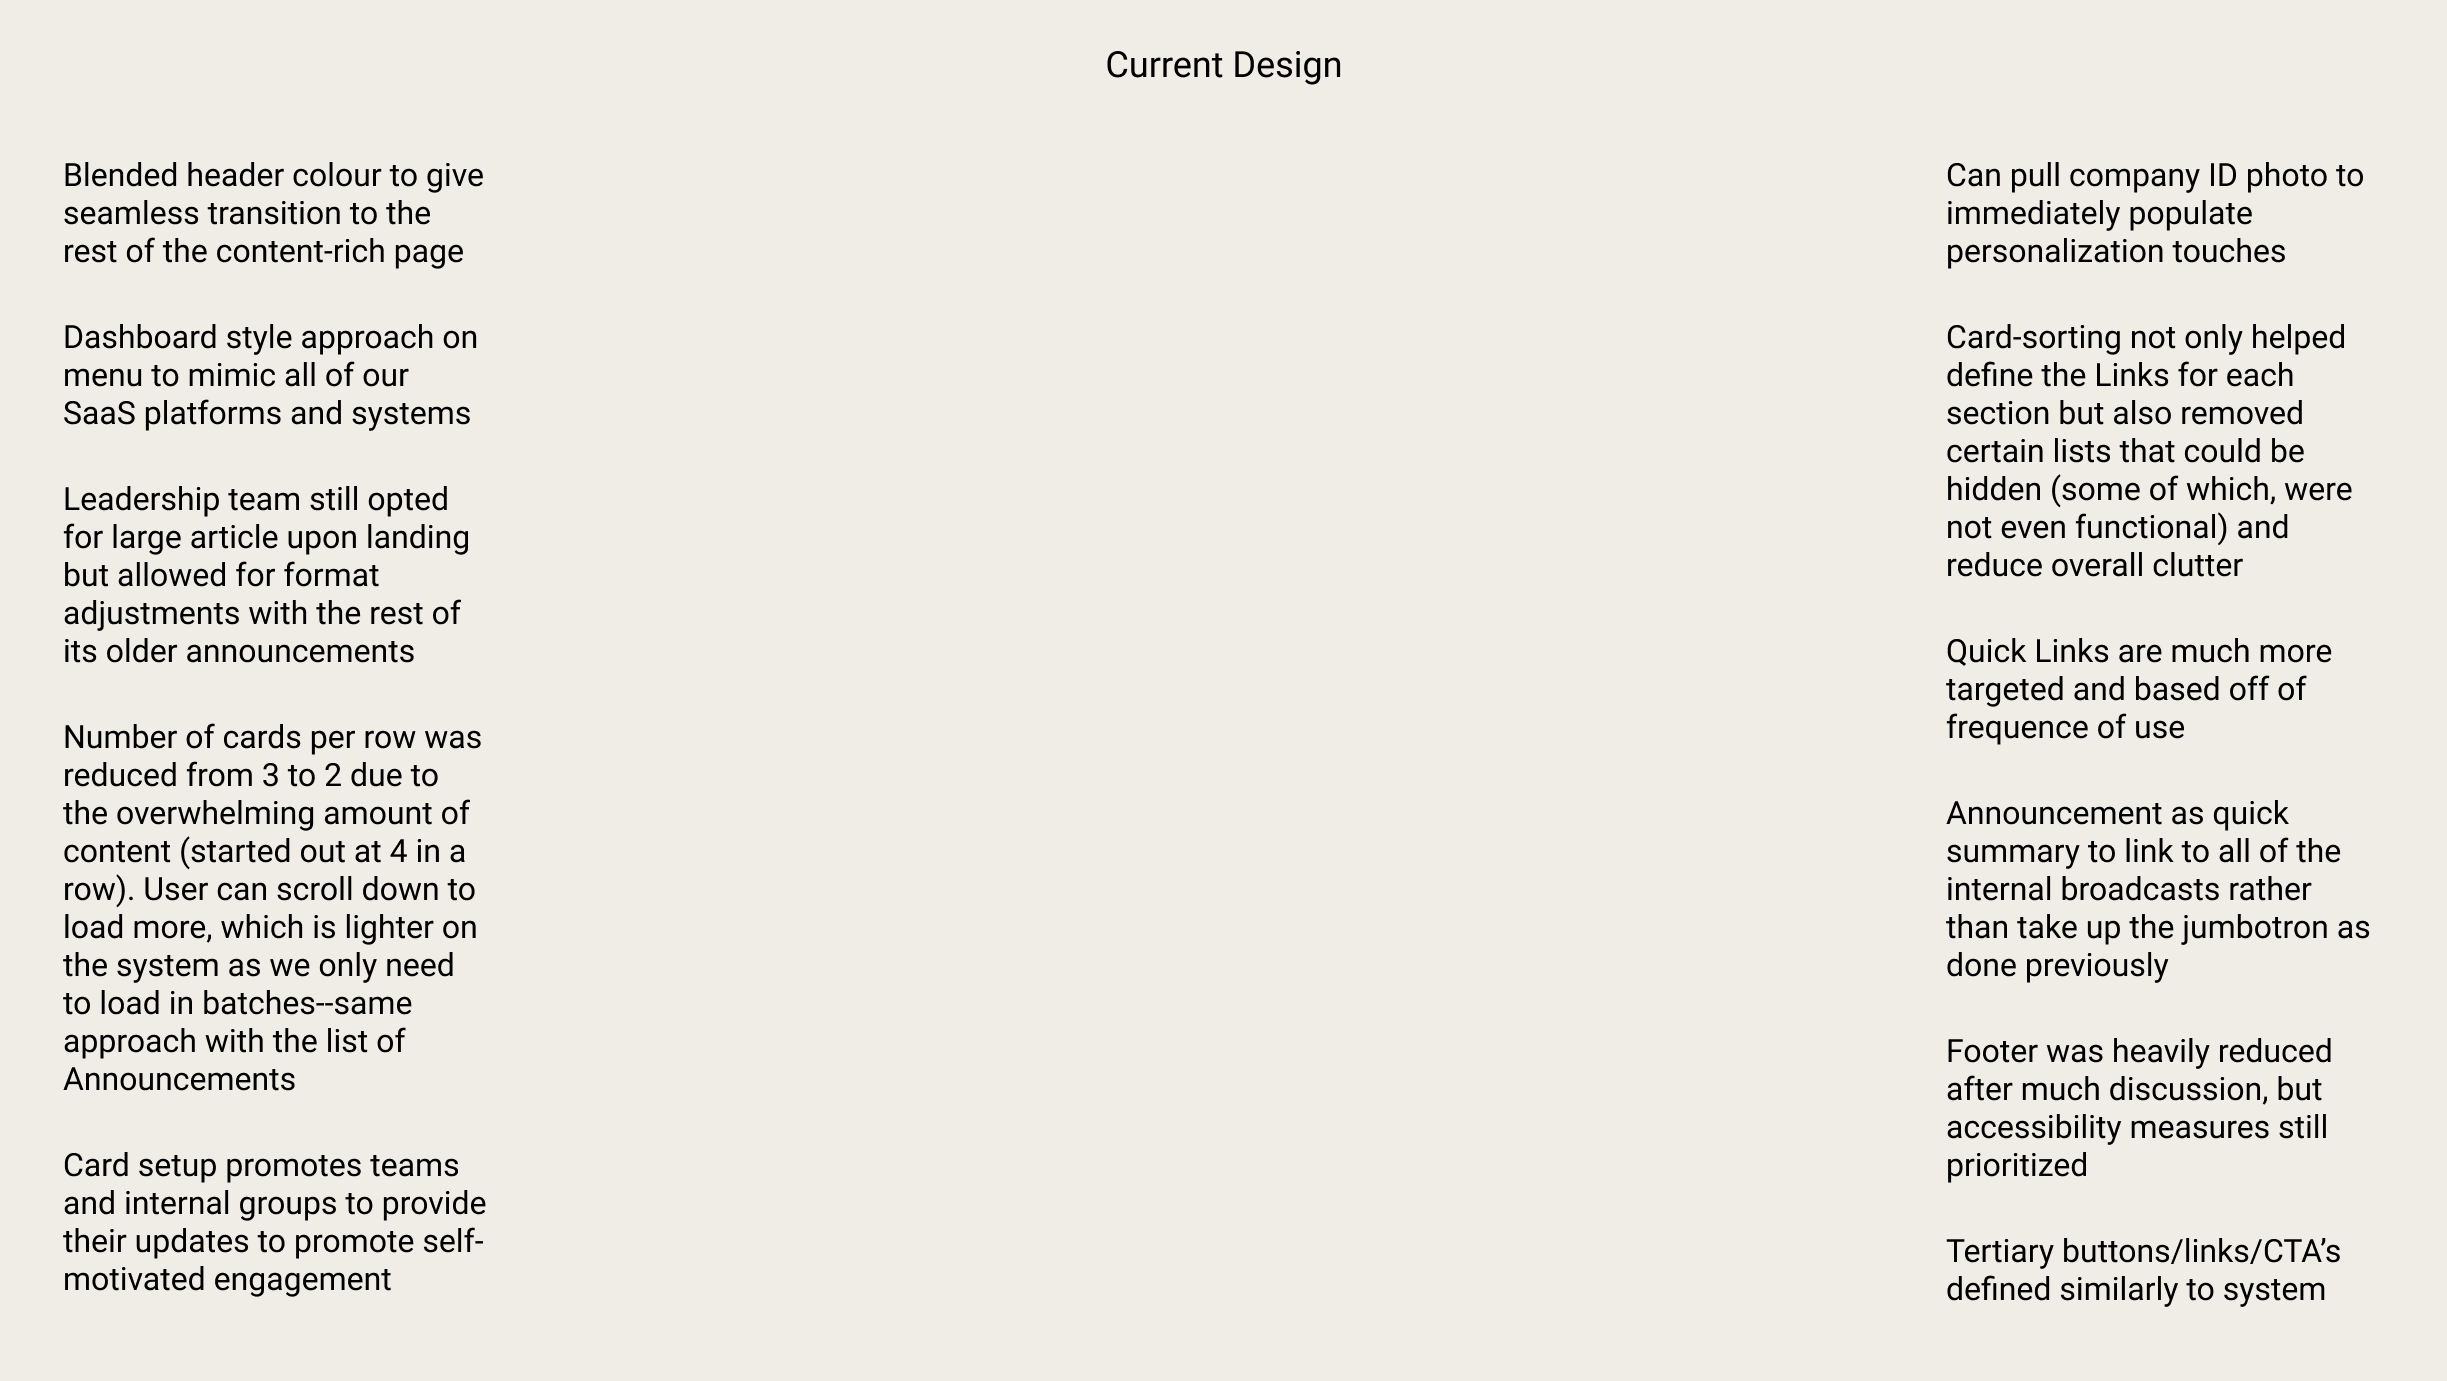 Current Design
Blended header colour to give
seamless transition to the
rest of the content-rich page
Dashboard style approach on
menu to mimic all of our
SaaS platforms and systems
Leadership team still opted
for large article upon landing
but allowed for format
adjustments with the rest of
its older announcements
Number of cards per row was
reduced from 3 to 2 due to
the overwhelming amount of
content (started out at 4 in a
row). User can scroll down to
load more, which is lighter on
the system as we only need
to load in batches--same
approach with the list of
Announcements
Card setup promotes teams
and internal groups to provide
their updates to promote self-
motivated engagement
Can pull company ID photo to
immediately populate
personalization touches
Card-sorting not only helped
define the Links for each
section but also removed
certain lists that could be
hidden (some of which, were
not even functional) and
reduce overall clutter
Quick Links are much more
targeted and based off of
frequence of use
Announcement as quick
summary to link to all of the
internal broadcasts rather
than take up the jumbotron as
done previously
Footer was heavily reduced
after much discussion, but
accessibility measures still
prioritized
Tertiary buttons/links/CTA’s
defined similarly to system